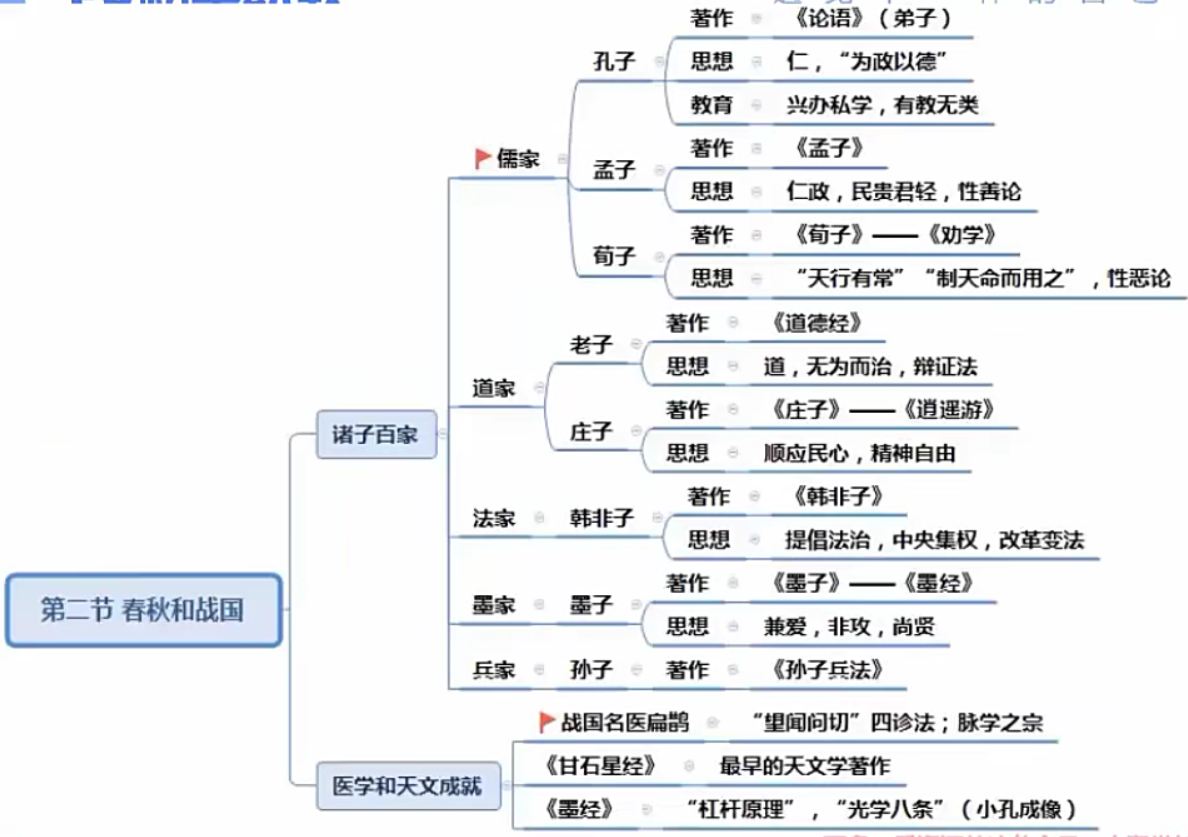 著作 《论语》（弟子）
孔子 思想 仁，“为政以德”
教育 兴办私学，有教无类
儒家
著作 《孟子》
孟子
思想 仁政，民贵君轻，性善论
著作 《荀子》——《劝学》
荀子
思想 “天行有常”“制天命而用之”，性恶论
著作 《道德经》
老子
思想 道，无为而治，辩证法
道家
著作 《庄子》——《逍遥游》
庄子
诸子百家
思想 顺应民心，精神自由
著作 《韩非子》
法家 韩非子
思想 提倡法治，中央集权，改革变法
著作 《墨子》——《墨经》
墨家 墨子
第二节 春秋和战国
思想 兼爱，非攻，尚贤
兵家 孙子 著作 《孙子兵法》
战国名医扁鹊 “望闻问切”四诊法；脉学之宗
《甘石星经》 最早的天文学著作
医学和天文成就
《墨经》 “杠杆原理”，“光学八条”（小孔成像）